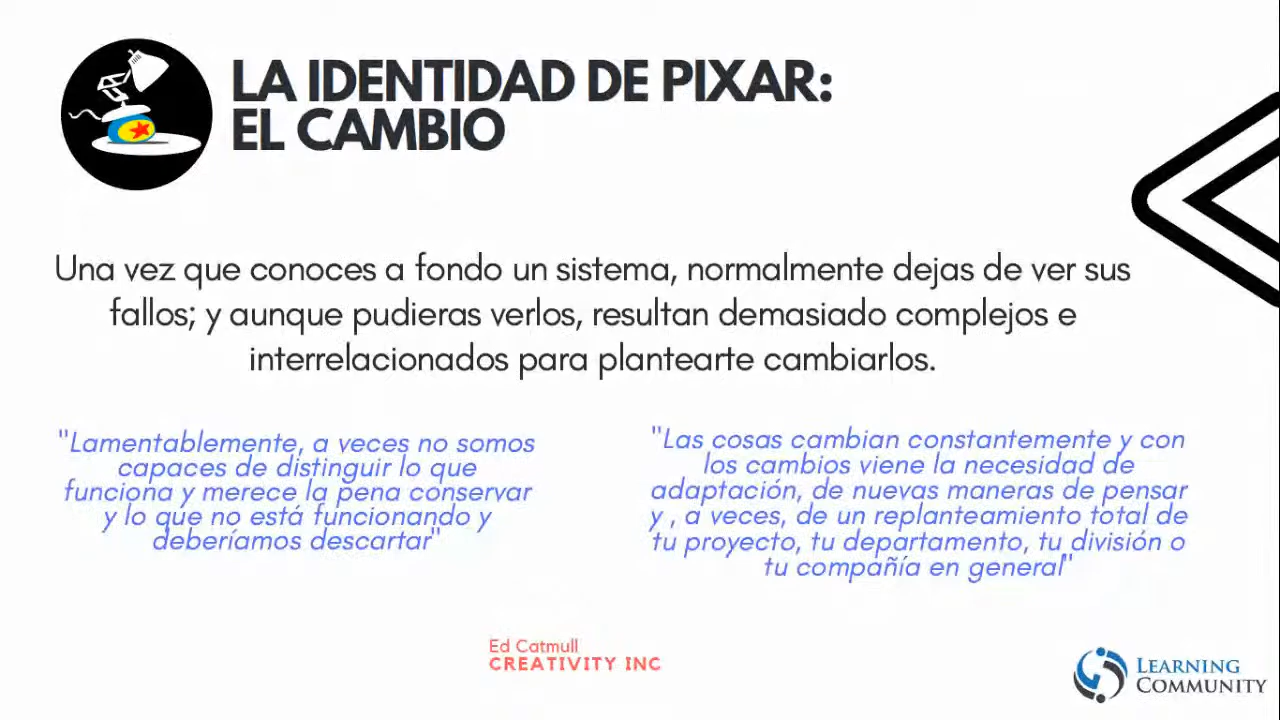 LA IDENTIDAD DE PIXAR:
EL CAMBIO
Una vez que conoces a fondo un sistema, normalmente dejas de ver sus
fallos; y aunque pudieras verlos, resultan demasiado complejos e
interrelacionados para plantearte cambiarlos.
"Lamentablemente, a veces no somos
capaces de distinguir lo que
funciona y merece la pena conservar
y lo que no está funcionando y
deberíamos descartar"
"Las cosas cambian constantemente y con
los cambios viene la necesidad de
adaptación, de nuevas maneras de pensar
y , a veces, de un replanteamiento total de
tu proyecto, tu departamento, tu división o
tu compañía en general"
Ed Catmull
CREATIVITY INC
LEARNING
COMMUNITY